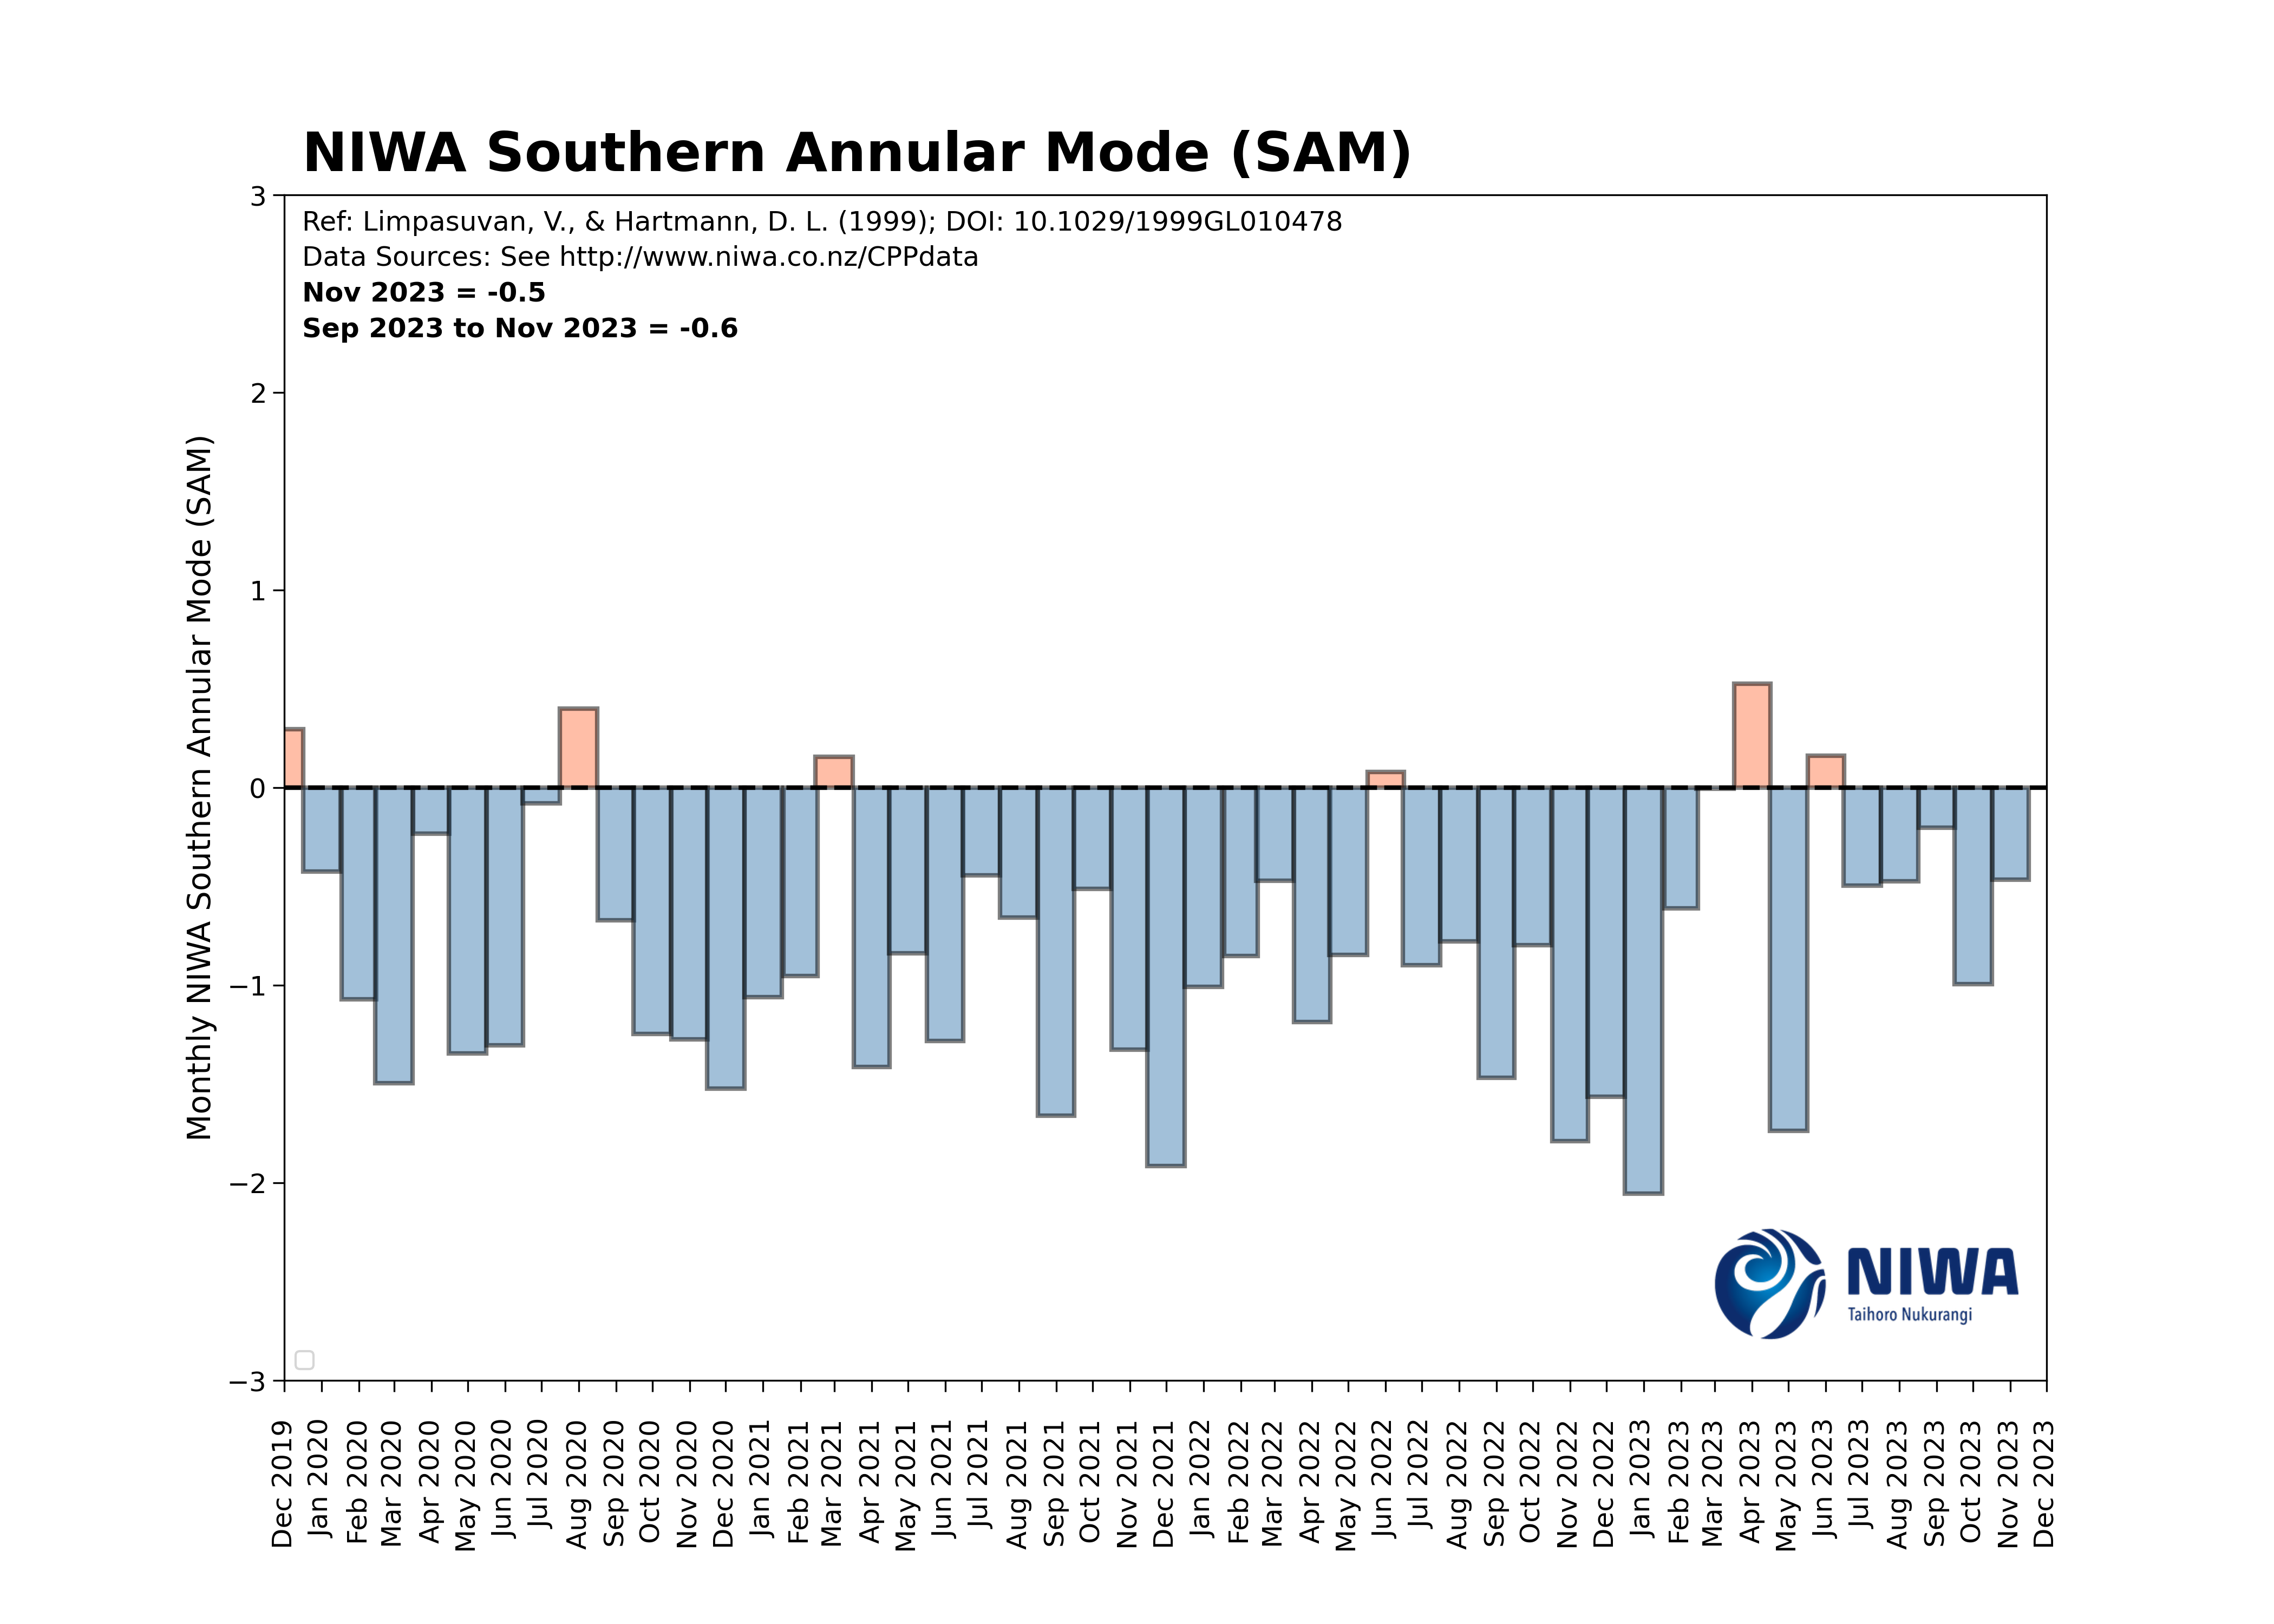 NIWA Southern Annular Mode (SAM)
Ref: Limpasuvan, V., & Hartmann, D. L. (1999); DOI: 10.1029/1999GL010478
Data Sources: See http://www.niwa.co.nz/CPPdata
Nov 2023 = -0.5
Sep 2023 to Nov 2023 = -0.6
Monthly NIWA Southern Annular Mode (SAM)
3
2
1
0
−1
−2
−3
NIWA
Taihoro Nukurangi
Dec 2019
Jan 2020
Feb 2020
Mar 2020
Apr 2020
May 2020
Jun 2020
Jul 2020
Aug 2020
Sep 2020
Oct 2020
Nov 2020
Dec 2020
Jan 2021
Feb 2021
Mar 2021
Apr 2021
May 2021
Jun 2021
Jul 2021
Aug 2021
Sep 2021
Oct 2021
Nov 2021
Dec 2021
Jan 2022
Feb 2022
Mar 2022
Apr 2022
May 2022
Jun 2022
Jul 2022
Aug 2022
Sep 2022
Oct 2022
Nov 2022
Dec 2022
Jan 2023
Feb 2023
Mar 2023
Apr 2023
May 2023
Jun 2023
Jul 2023
Aug 2023
Sep 2023
Oct 2023
Nov 2023
Dec 2023